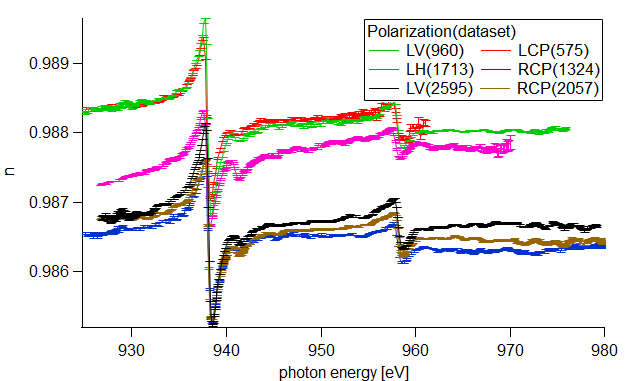 Polarization(dataset)
LV(960) LCP(575)
LH(1713) RCP(1324)
LV(2595) RCP(2057)
0.989
0.988
0.987
0.986
n
930 940 950 960 970 980
photon energy [eV]